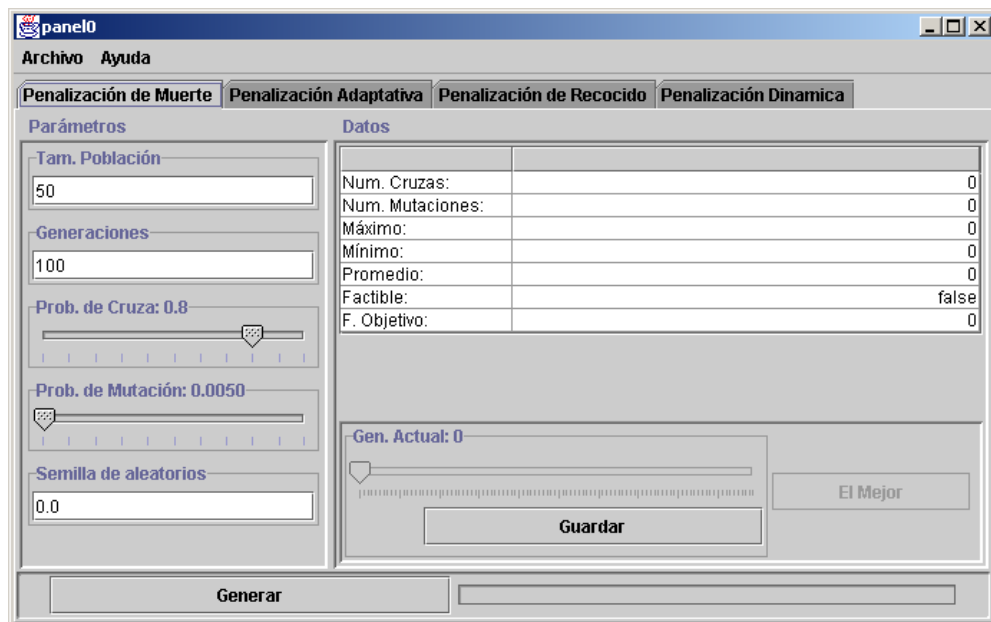 panel0
Archivo Ayuda
Penalización de Muerte Penalización Adaptativa Penalización de Recocido Penalización Dinamica
Parámetros
Tam. Población
50
Generaciones
100
Prob. de Cruza: 0.8
Prob. de Mutación: 0.0050
Semilla de aleatorios
0.0
Datos
Num. Cruzas: 0
Num. Mutaciones: 0
Máximo: 0
Mínimo: 0
Promedio: 0
Factible: false
F. Objetivo: 0
Gen. Actual: 0
Guardar
El Mejor
Generar